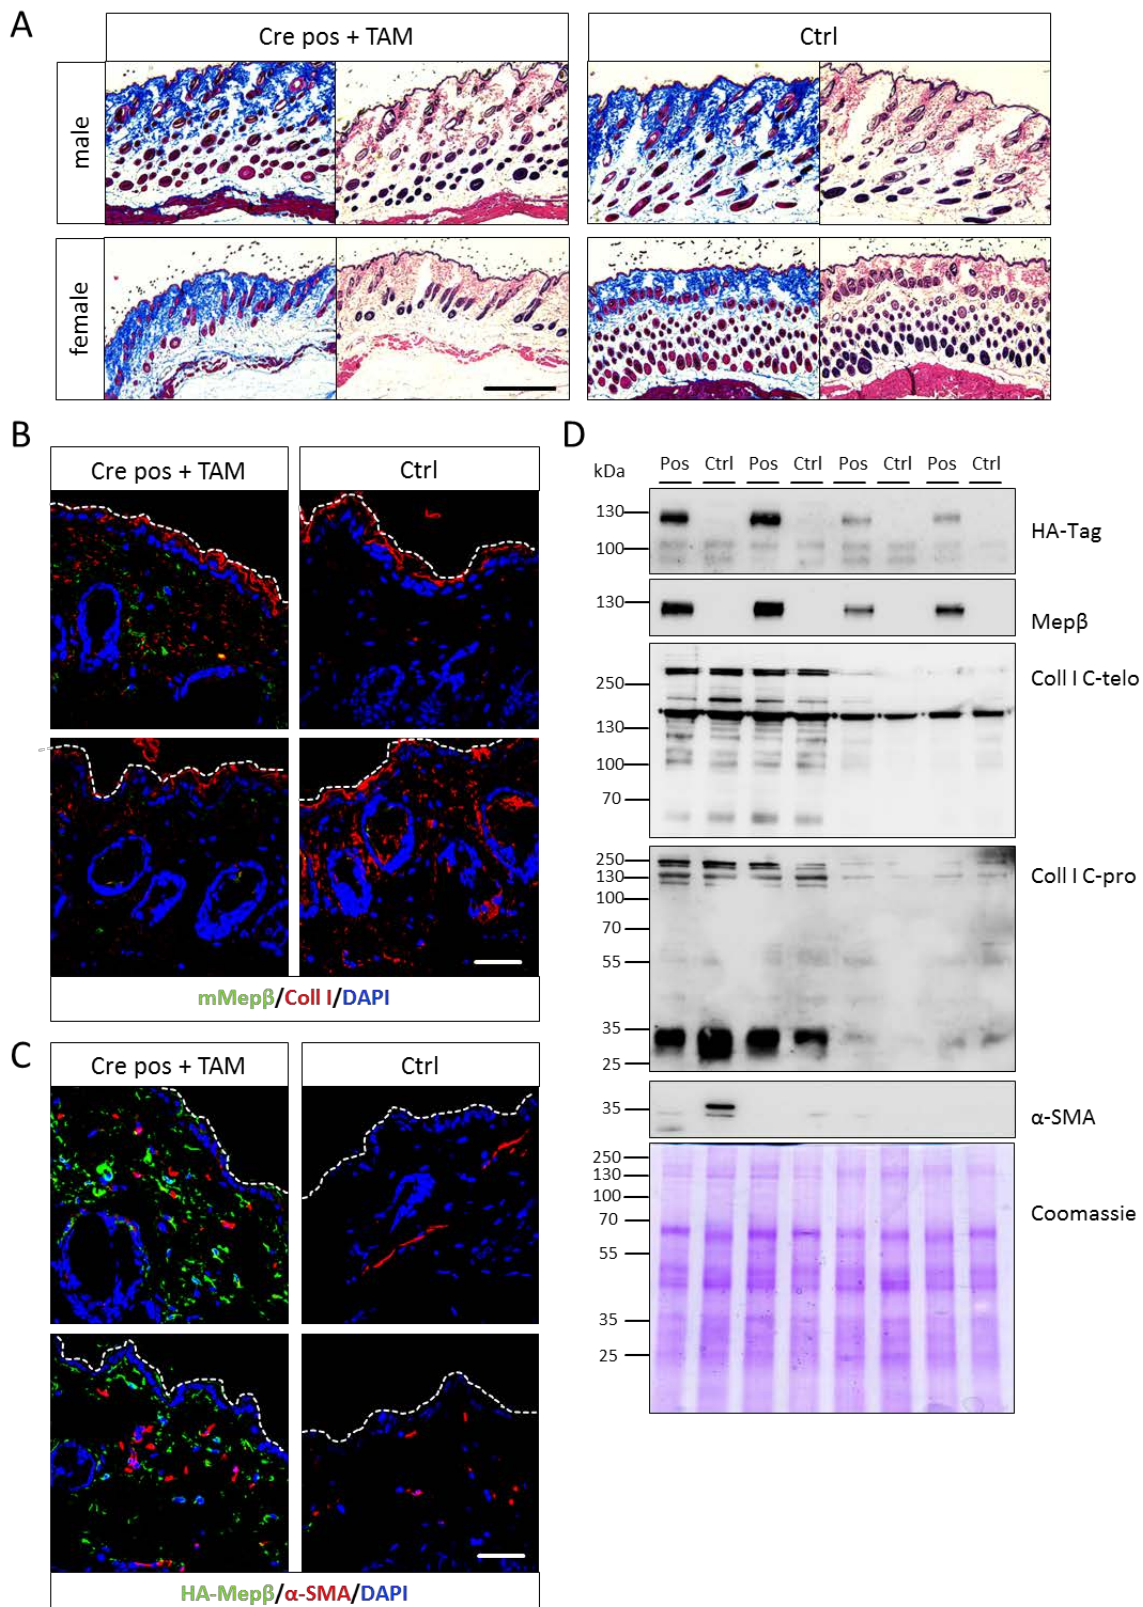 A
Cre pos + TAM
Ctrl
male
female
B
Cre pos + TAM
Ctrl
mMepβ/Coll I/DAPI
C
Cre pos + TAM
Ctrl
HA-Mepβ/α-SMA/DAPI
D
kDa
Pos Ctrl Pos Ctrl Pos Ctrl Pos Ctrl
130
100
HA-Tag
130
Mepβ
Coll I C-telo
250
130
100
70
250
130
100
70
55
35
25
Coll I C-pro
35
α-SMA
250
130
100
70
55
35
25
Coomassie